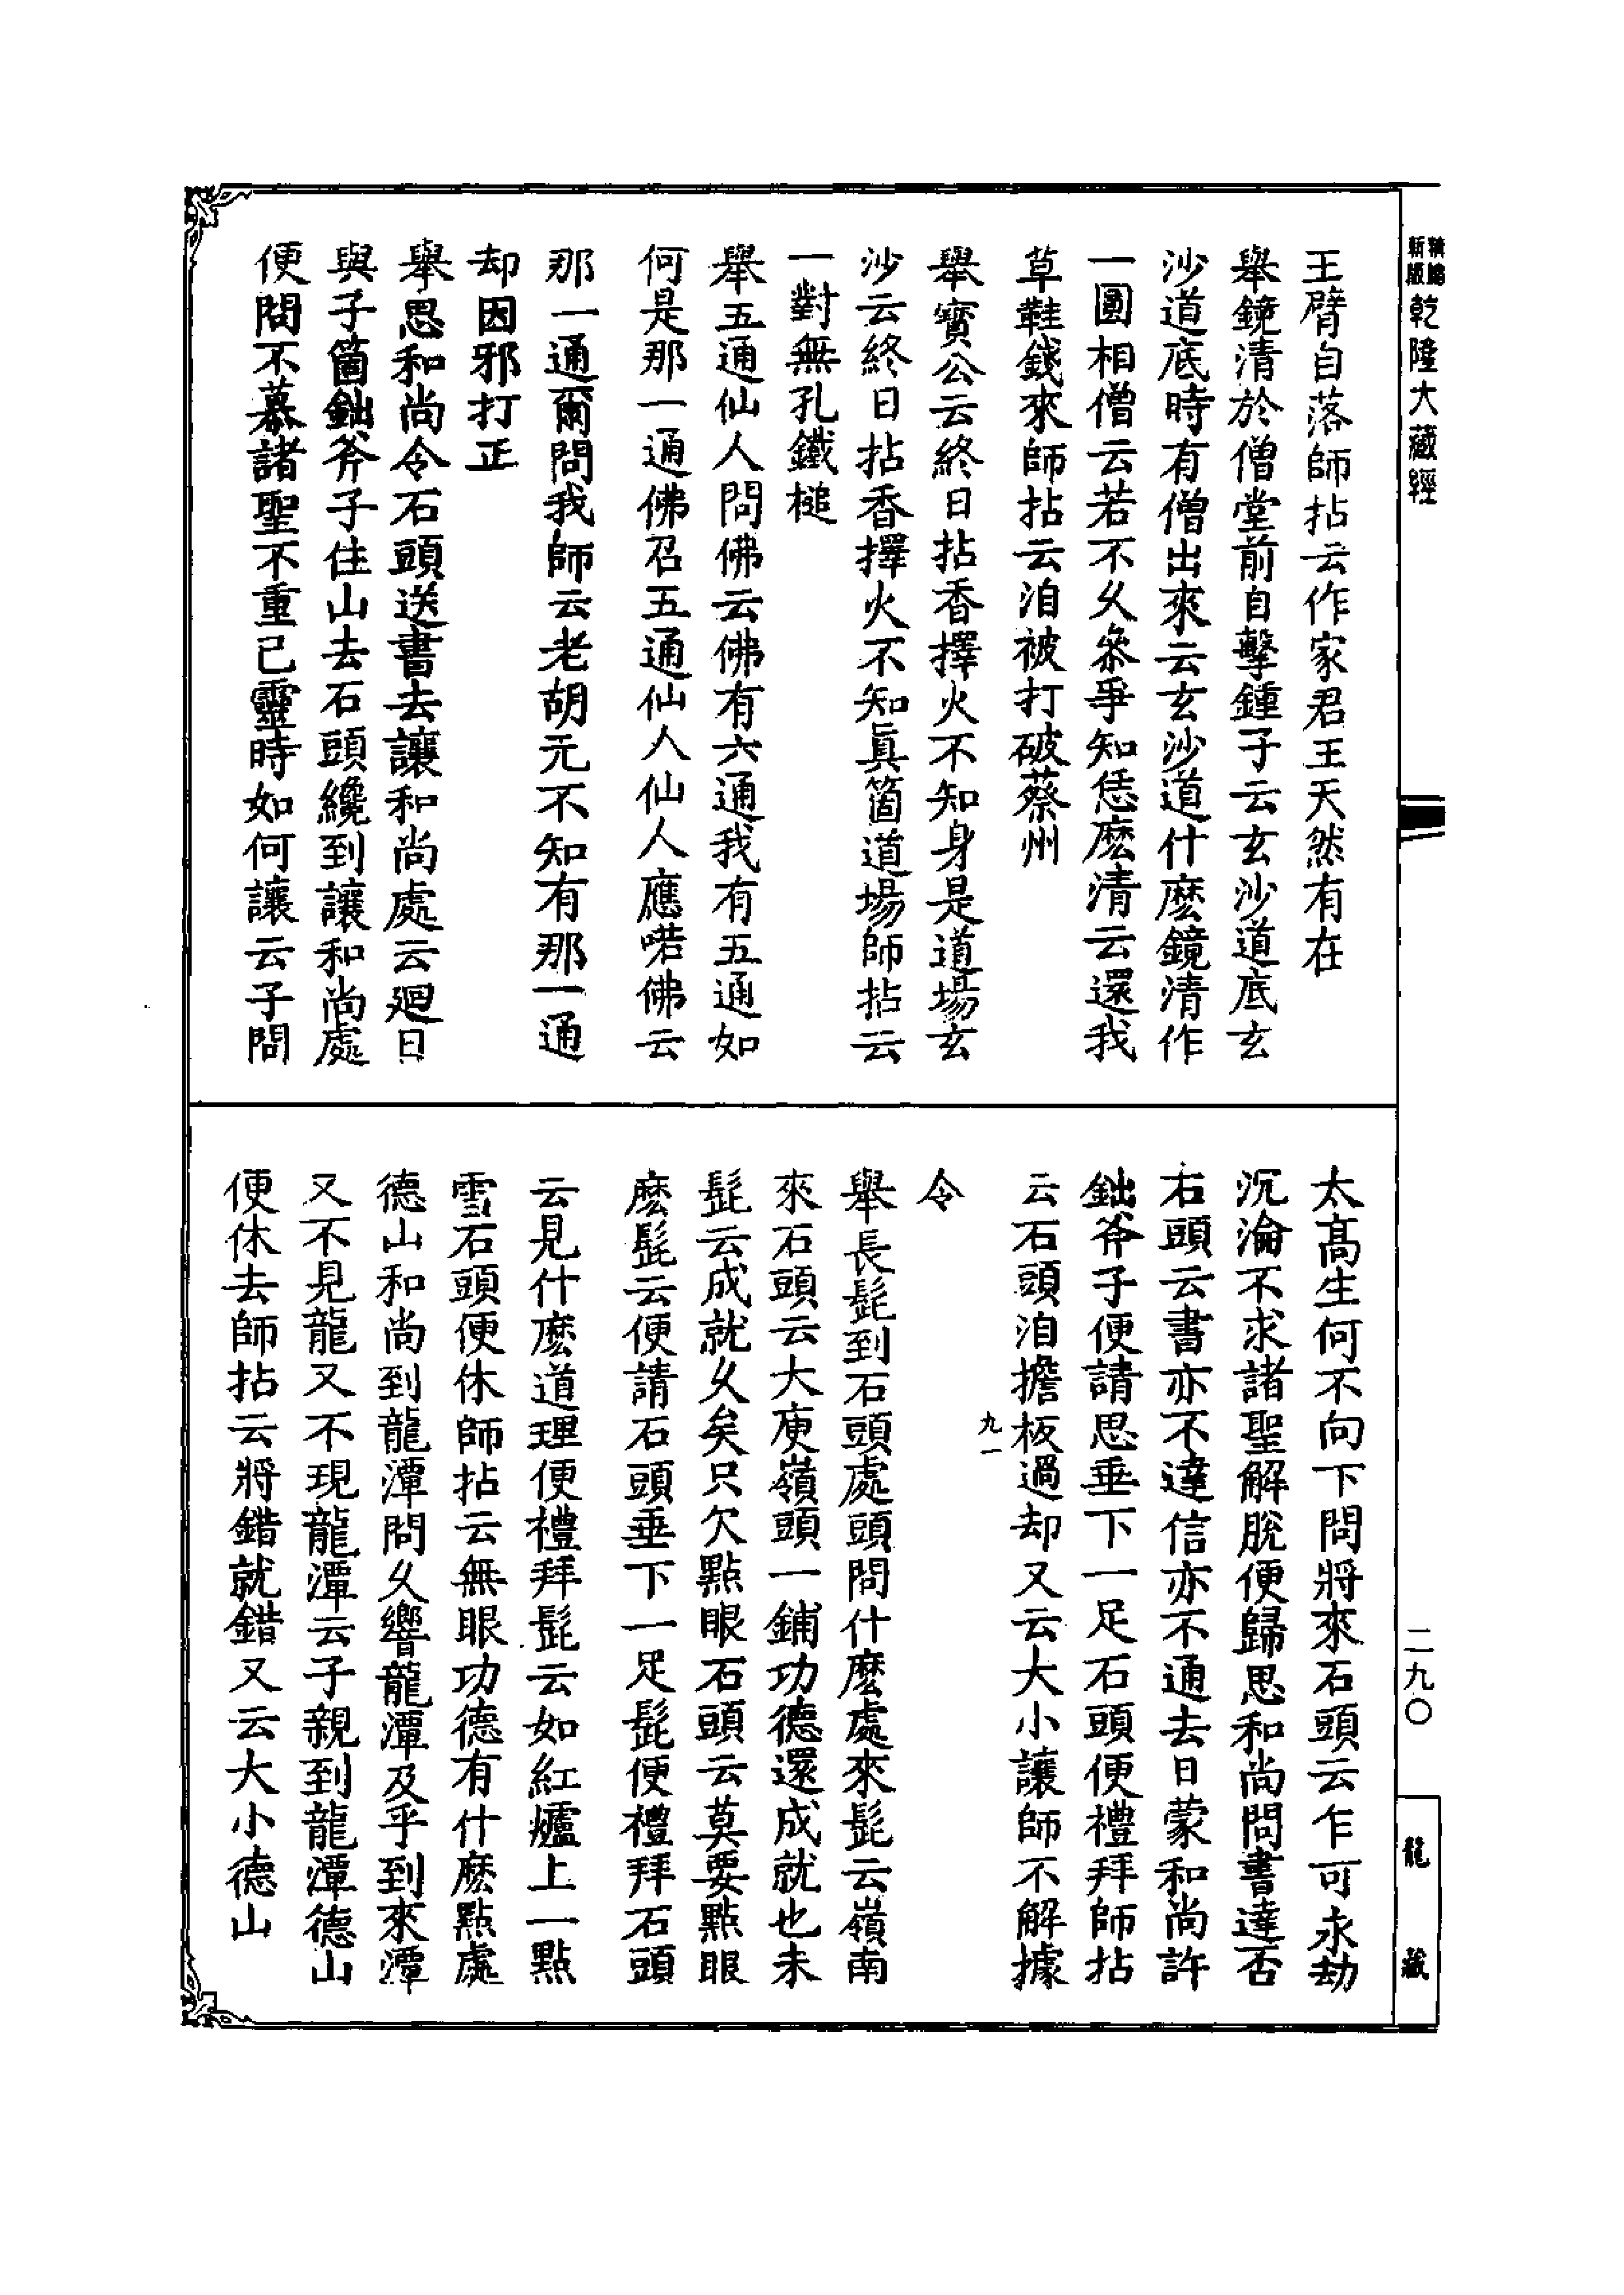 精編
新版
乾隆大藏經
王臂自落師拈云作家君王天然有在
舉鏡清於僧堂前自擊鍾子云玄沙道底玄
沙道底時有僧出來云玄沙道什麽鏡清作
一圓相僧云若不久叅爭知恁麽清云還我
草鞋錢來師拈云洎被打破蔡州
舉寳公云終日拈香擇火不知身是道場玄
沙云終日拈香擇火不知眞箇道場師拈云
一對無孔鐵槌
舉五通仙人問佛云佛有六通我有五通如
何是那一通佛召五通仙人仙人應喏佛云
那一通爾問我師云老胡元不知有那一通
却因邪打正
舉思和尚令石頭送書去讓和尚處云廻日
與子箇鈯斧子住山去石頭纔到讓和尚處
便問不慕諸聖不重已靈時如何讓云子問
太高生何不向下問將來石頭云乍可永劫
沉淪不求諸聖解脫便歸思和尚問書達否
石頭云書亦不達信亦不通去日蒙和尚許
鈯斧子便請思垂下一足石頭便禮拜師拈
云石頭洎擔板過却又云大小讓師不解據
九一
令
舉長髭到石頭處頭問什麽處來髭云嶺南
來石頭云大庾嶺頭一鋪功德還成就也未
髭云成就久矣只欠點眼石頭云莫要點眼
麽髭云便請石頭垂下一足髭便禮拜石頭
云見什麽道理便禮拜髭云如紅爐上一點
雪石頭便休師拈云無眼功德有什麽點處
德山和尚到龍潭問久響龍潭及乎到來潭
又不見龍又不現龍潭云子親到龍潭德山
便休去師拈云將錯就錯又云大小德山
二九〇
龍藏